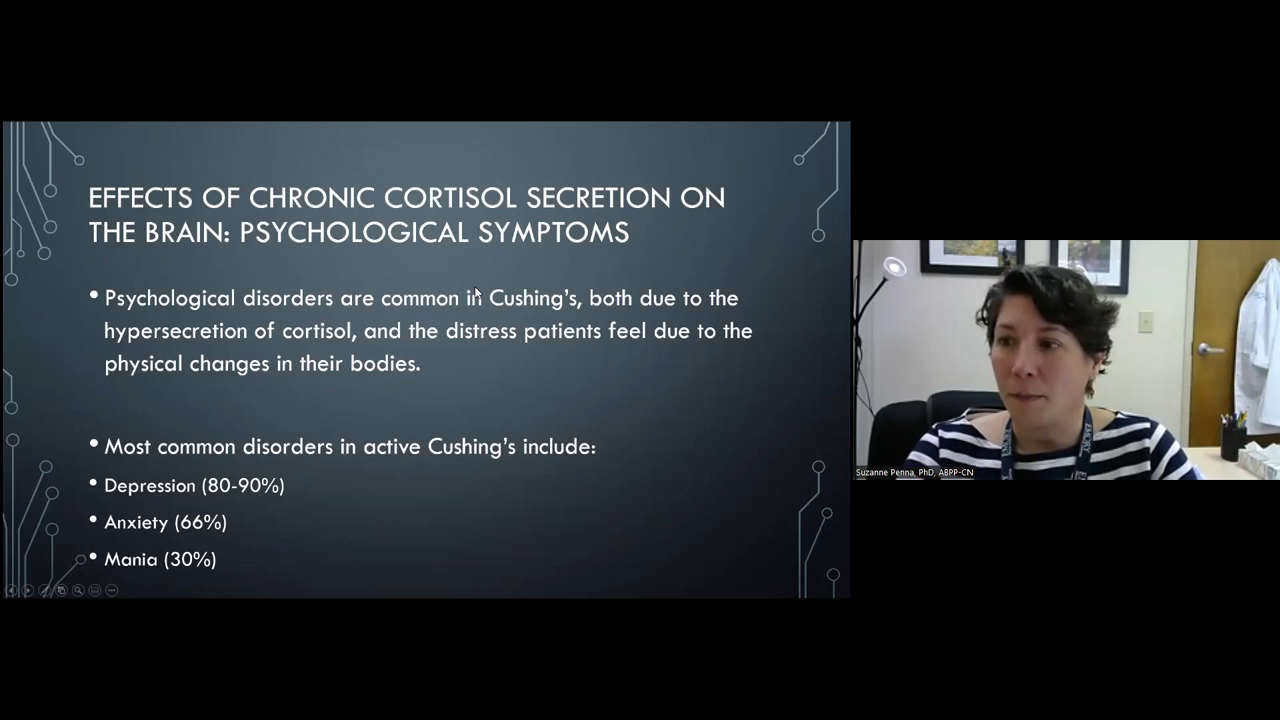 EFFECTS OF CHRONIC CORTISOL SECRETION ON
THE BRAIN: PSYCHOLOGICAL SYMPTOMS
• Psychological disorders are common in Cushing's, both due to the
hypersecretion of cortisol, and the distress patients feel due to the
physical changes in their bodies.
• Most common disorders in active Cushing's include:
• Depression (80-90%)
• Anxiety (66%)
• Mania (30%)
EMORY
Suzanne Penna, PhD, ABPP-CN